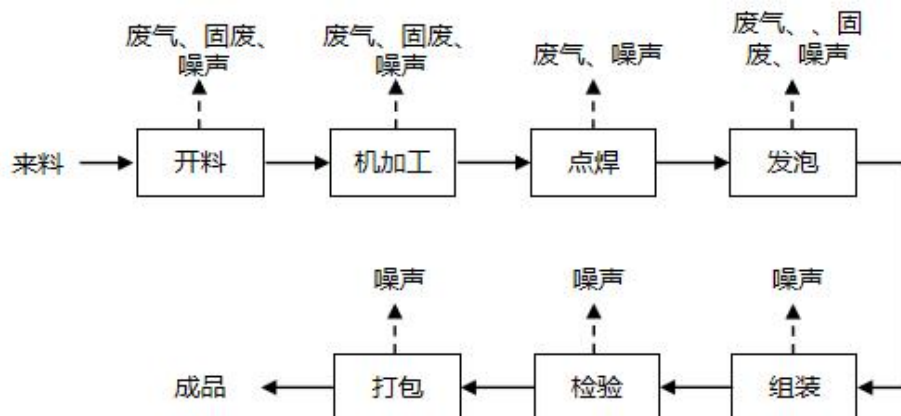 废气、固废、
噪声
废气、固废、
噪声
废气、噪声
废气、、固
废、噪声
来料
开料
机加工
点焊
发泡
噪声
噪声
噪声
成品
打包
检验
组装